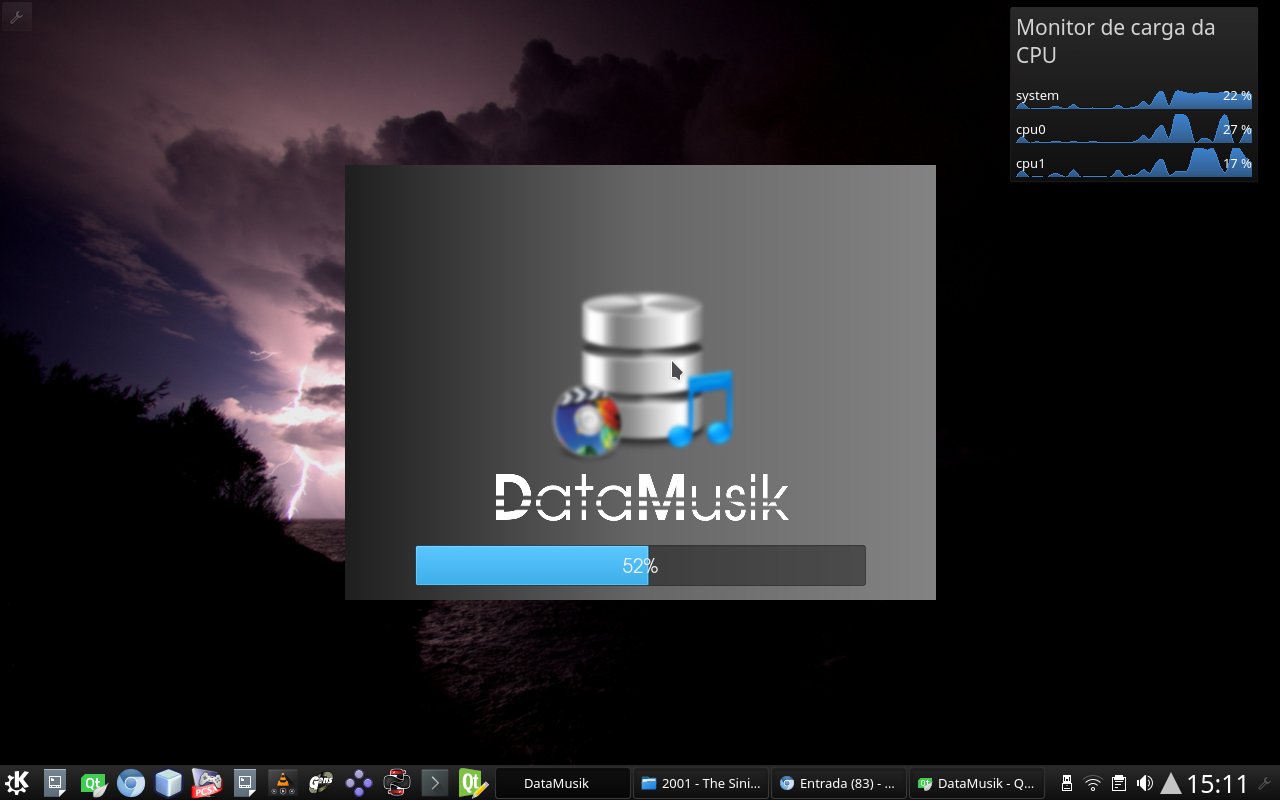 Monitor de carga da
CPU
system 22 %
cpu0 27 %
cpu1 17 %
DataMusik
52%
Qt
PCSX
Gens
Qt
DataMusik
2001 - The Sini...
Entrada (83) - ...
DataMusik - Q...
15:11